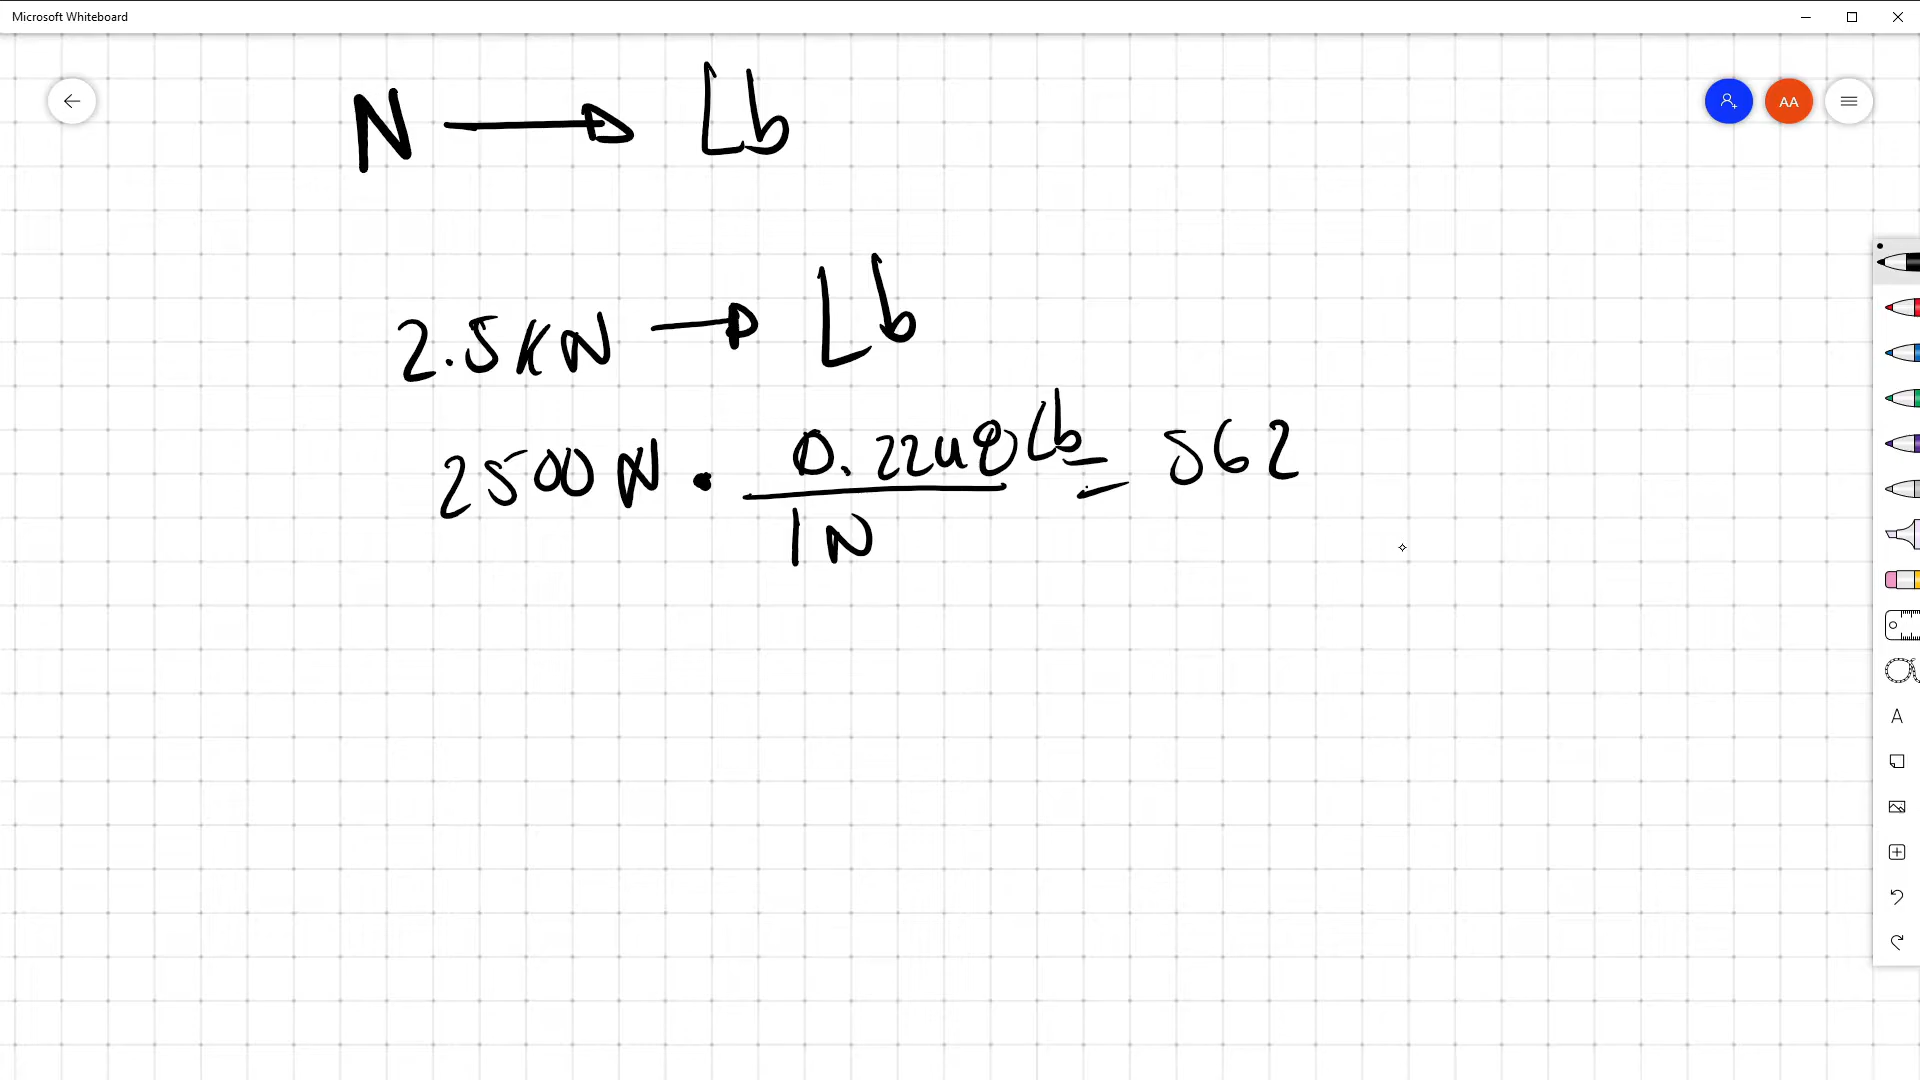 Microsoft Whiteboard
N → Lb
AA
2.5KN → Lb
2500 N · 0.2248 Lb = 562
1N
A